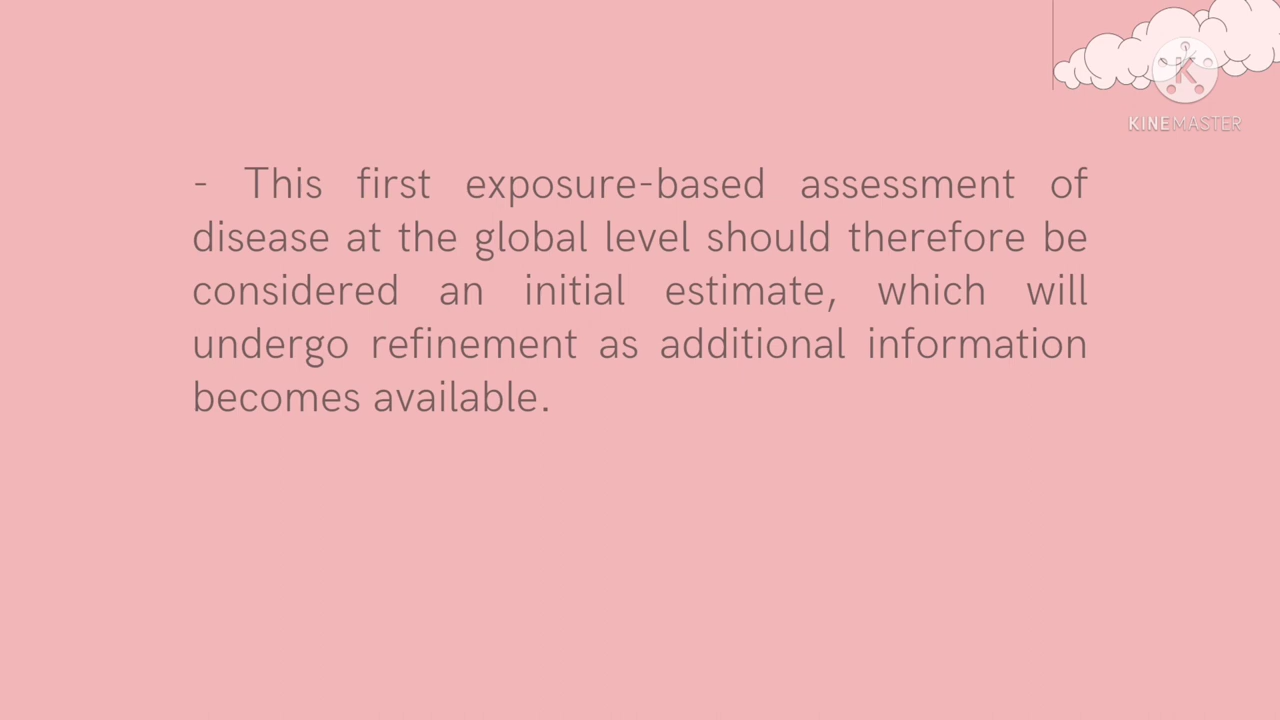 KINEMASTER
- This first exposure-based assessment of
disease at the global level should therefore be
considered an initial estimate, which will
undergo refinement as additional information
becomes available.